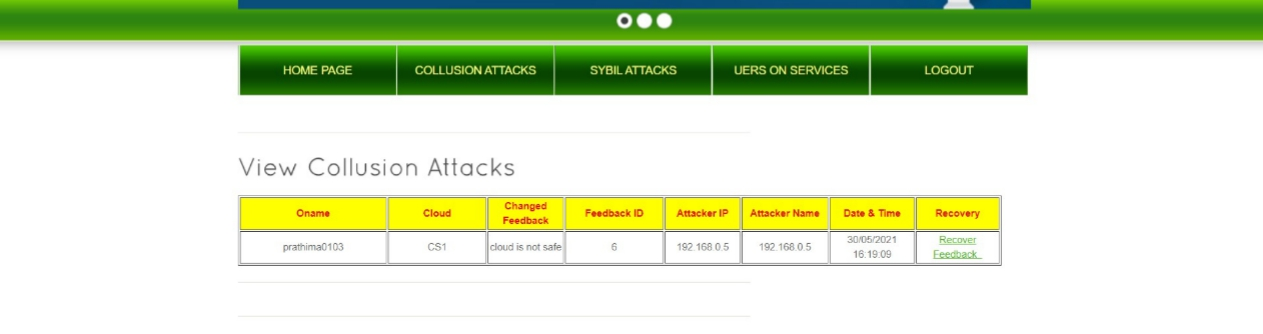 HOME PAGE COLLUSION ATTACKS SYBIL ATTACKS UERS ON SERVICES LOGOUT
View Collusion Attacks
Oname Cloud Changed Feedback Feedback ID Attacker IP Attacker Name Date & Time Recovery
prathima0103 CS1 cloud is not safe 6 192.168.0.5 192.168.0.5 30/05/2021 16:19:09 Recover Feedback